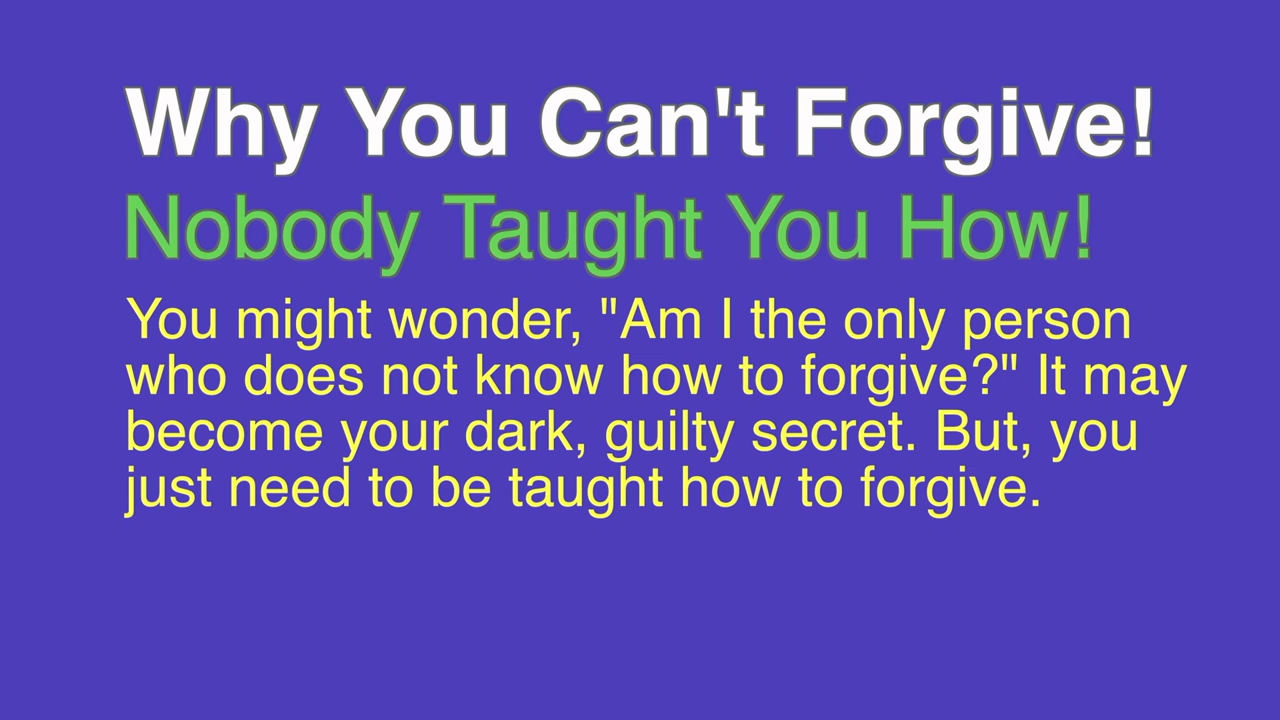 Why You Can't Forgive!
Nobody Taught You How!
You might wonder, "Am I the only person
who does not know how to forgive?" It may
become your dark, guilty secret. But, you
just need to be taught how to forgive.